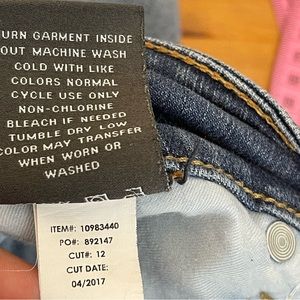 TURN GARMENT INSIDE
OUT MACHINE WASH
COLD WITH LIKE
COLORS NORMAL
CYCLE USE ONLY
NON-CHLORINE
BLEACH IF NEEDED
TUMBLE DRY LOW
COLOR MAY TRANSFER
WHEN WORN OR
WASHED
ITEM#: 10983440
PO#: 892147
CUT#: 12
CUT DATE:
04/2017